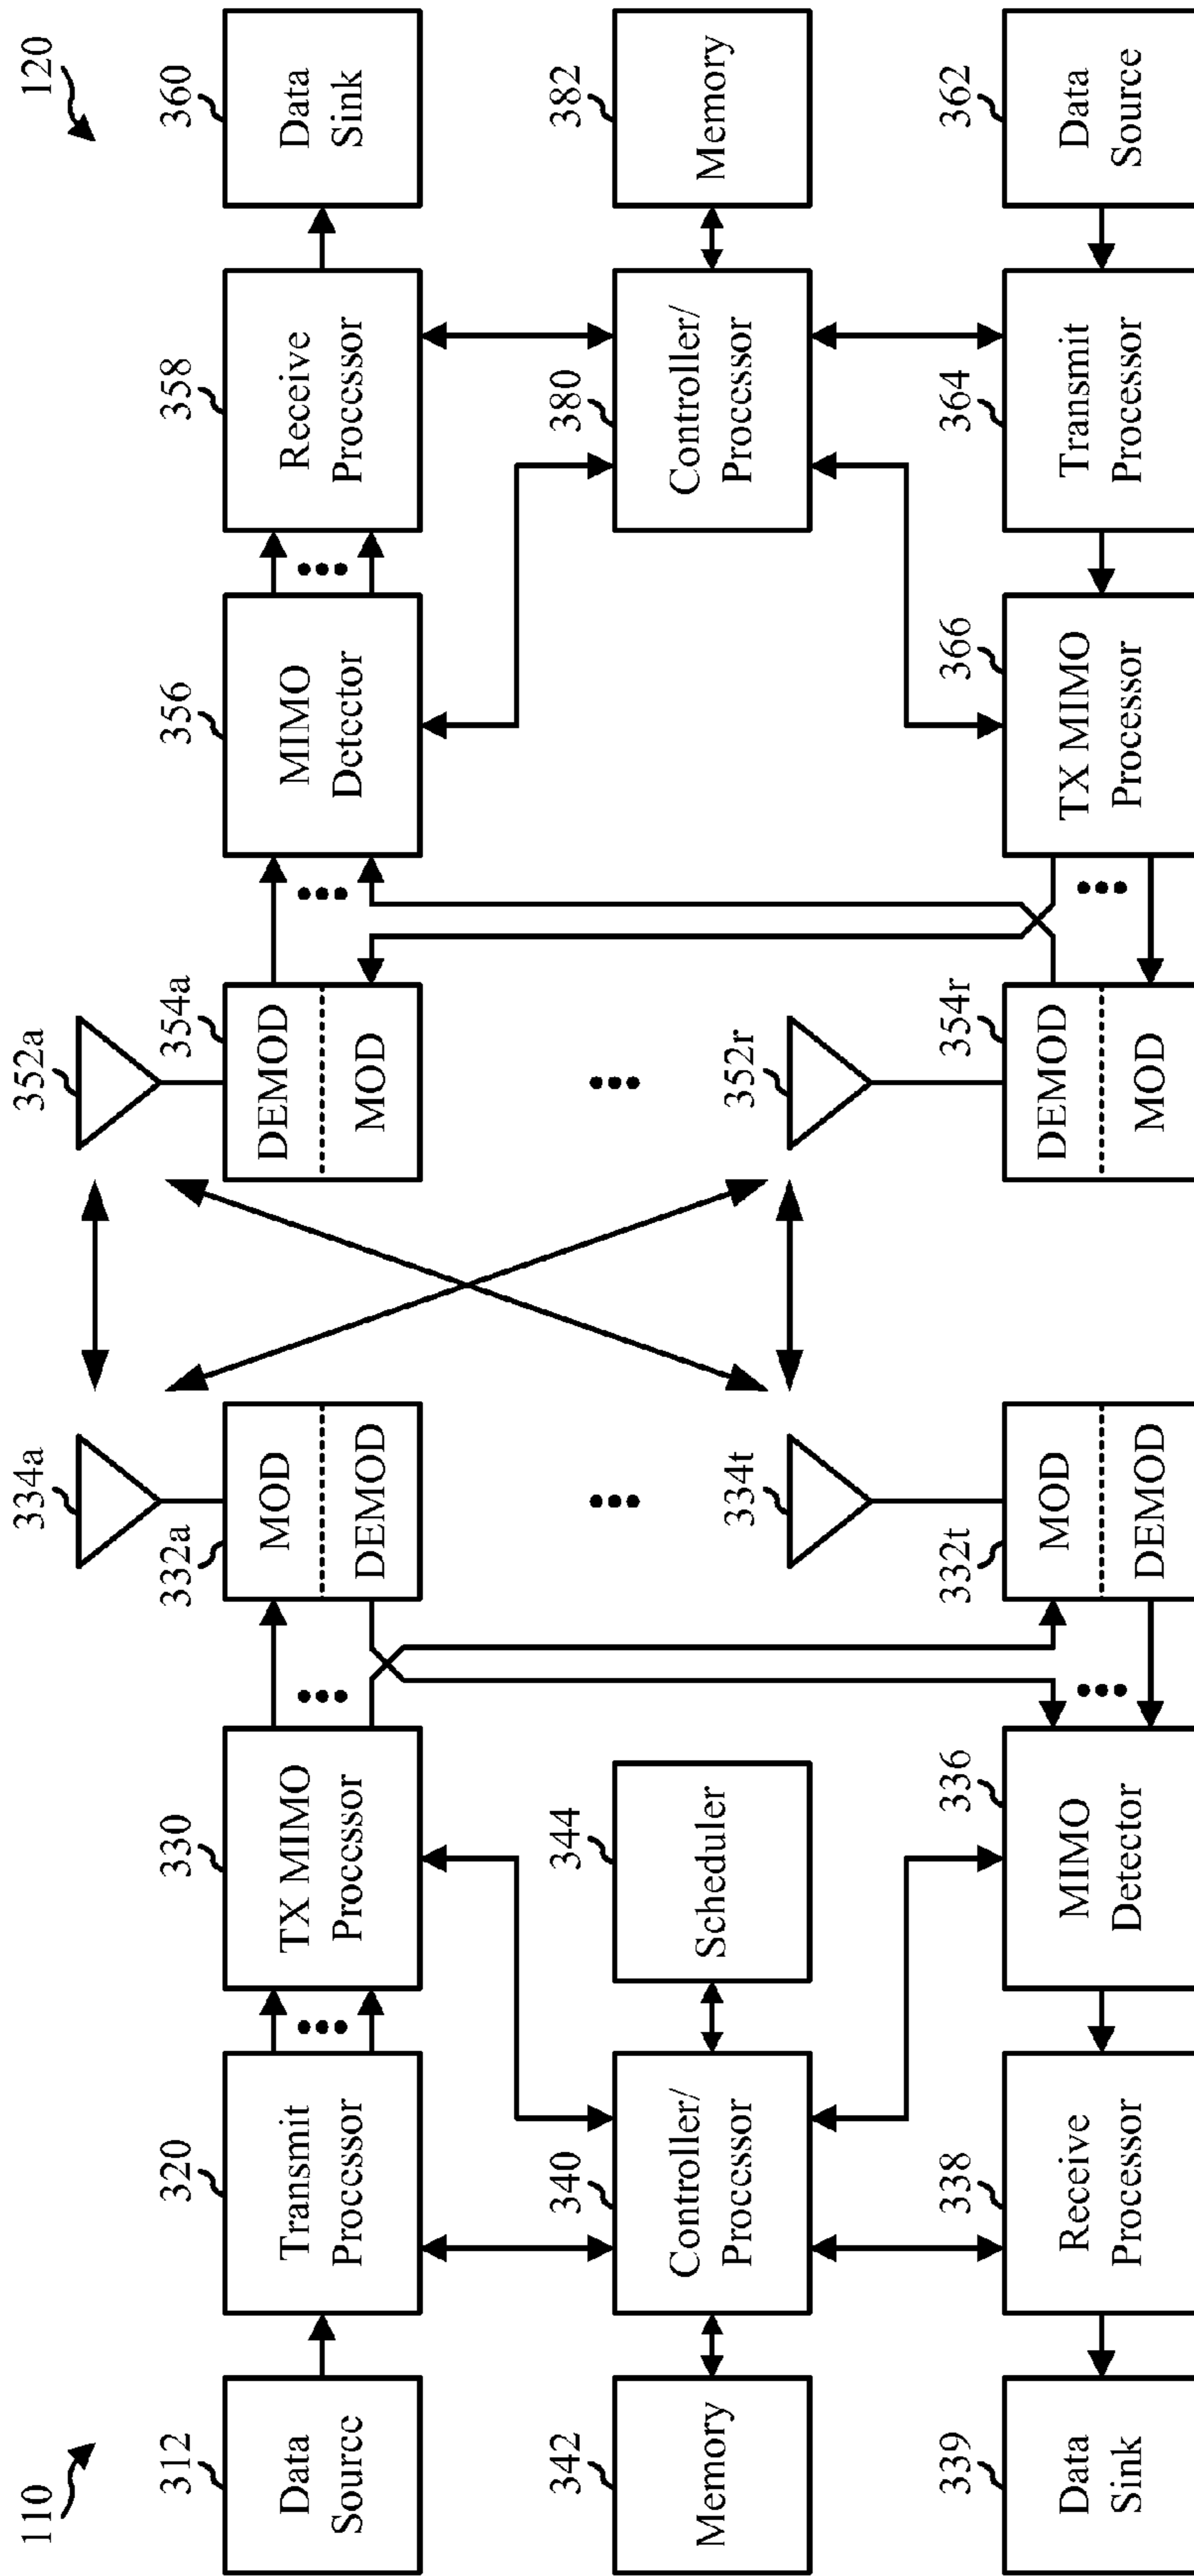 110
120
334a
352a
312
320
330
332a
354a
356
358
360
Data
Source
Transmit
Processor
TX MIMO
Processor
MOD
DEMOD
DEMOD
MOD
MIMO
Detector
Receive
Processor
Data
Sink
342
340
344
380
382
Memory
Controller/
Processor
Scheduler
Controller/
Processor
Memory
334t
352r
339
338
336
332t
354r
366
364
362
Data
Sink
Receive
Processor
MIMO
Detector
MOD
DEMOD
DEMOD
MOD
TX MIMO
Processor
Transmit
Processor
Data
Source